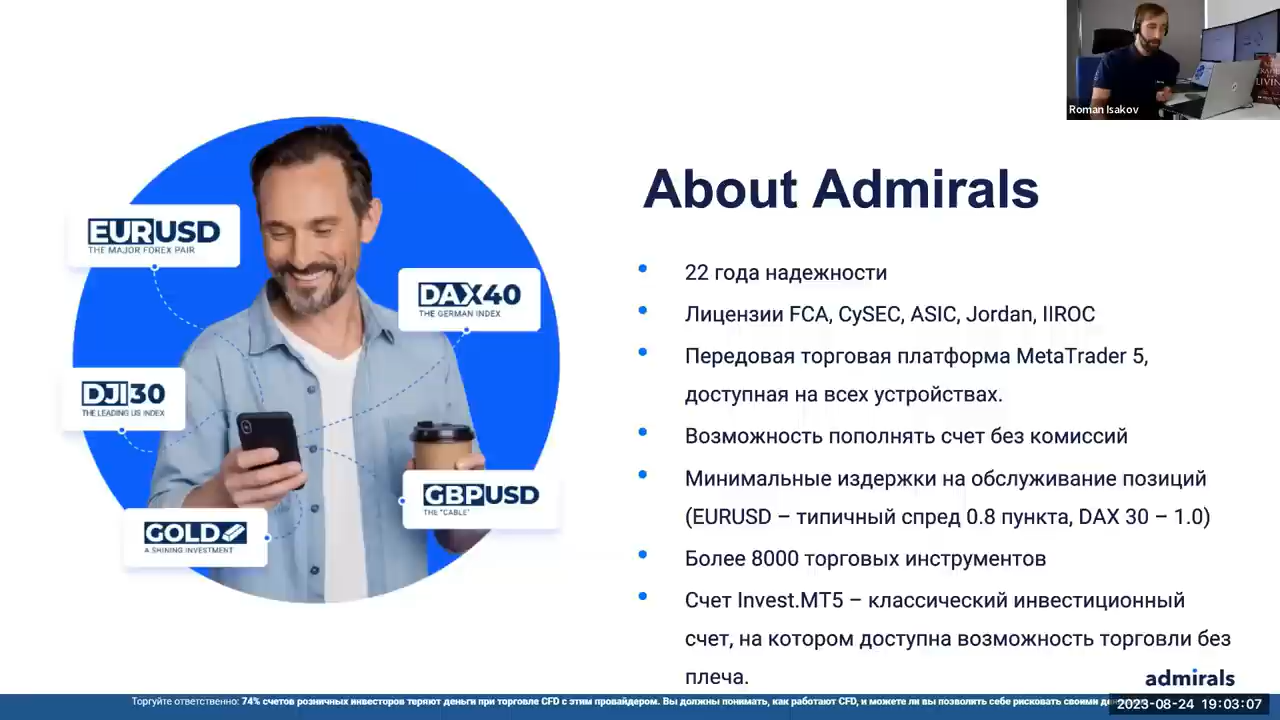 Roman Isakov
About Admirals
EURUSD
THE MAJOR FOREX PAIR
DAX40
THE GERMAN INDEX
DJI30
THE LEADING US INDEX
GBPUSD
THE "CABLE"
GOLD
A SHINING INVESTMENT
22 года надежности
Лицензии FCA, CySEC, ASIC, Jordan, IIROC
Передовая торговая платформа MetaTrader 5,
доступная на всех устройствах.
Возможность пополнять счет без комиссий
Минимальные издержки на обслуживание позиций
(EURUSD – типичный спред 0.8 пункта, DAX 30 – 1.0)
Более 8000 торговых инструментов
Счет Invest.MT5 – классический инвестиционный
счет, на котором доступна возможность торговли без
плеча.
admirals
Торгуйте ответственно: 74% счетов розничных инвесторов теряют деньги при торговле CFD с этим провайдером. Вы должны понимать, как работают CFD, и можете ли вы позволить себе рисковать своими
2023-08-24 19:03:07